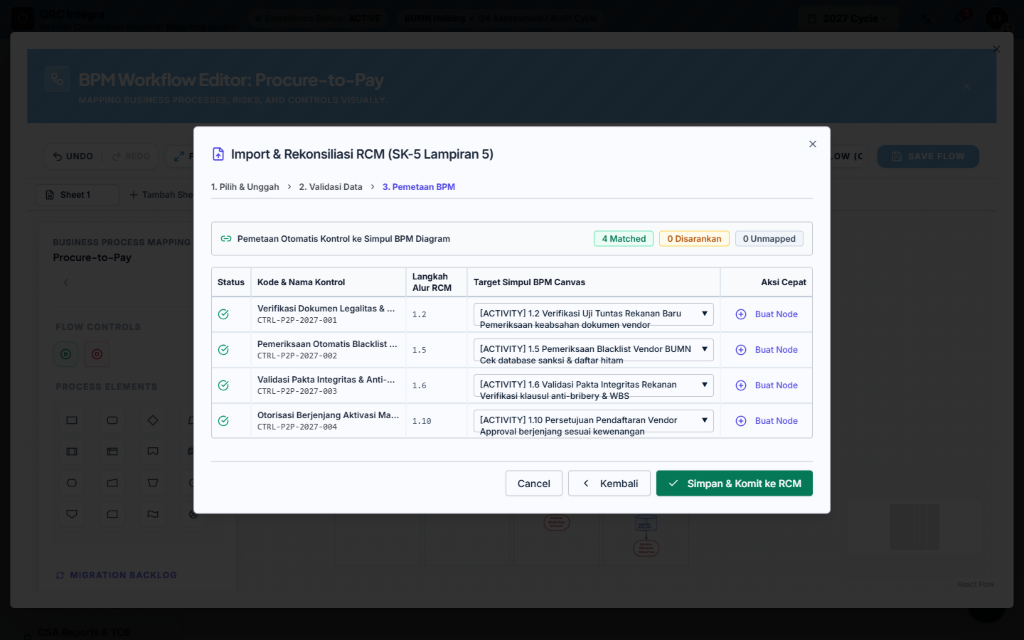 GRC Integra
ACTIVE
2027 Cycle
BPM Workflow Editor: Procure-to-Pay
MAPPING BUSINESS PROCESSES, RISKS, AND CONTROLS VISUALLY.
UNDO
REDO
SAVE FLOW
Sheet 1
+ Tambah She
BUSINESS PROCESS MAPPING
Procure-to-Pay
FLOW CONTROLS
PROCESS ELEMENTS
MIGRATION BACKLOG
Import & Rekonsiliasi RCM (SK-5 Lampiran 5)
1. Pilih & Unggah › 2. Validasi Data › 3. Pemetaan BPM
Pemetaan Otomatis Kontrol ke Simpul BPM Diagram
4 Matched
0 Disarankan
0 Unmapped
Status
Kode & Nama Kontrol
Langkah
Alur RCM
Target Simpul BPM Canvas
Aksi Cepat
Verifikasi Dokumen Legalitas & ...
CTRL-P2P-2027-001
1.2
[ACTIVITY] 1.2 Verifikasi Uji Tuntas Rekanan Baru
Pemeriksaan keabsahan dokumen vendor
Buat Node
Pemeriksaan Otomatis Blacklist ...
CTRL-P2P-2027-002
1.5
[ACTIVITY] 1.5 Pemeriksaan Blacklist Vendor BUMN
Cek database sanksi & daftar hitam
Buat Node
Validasi Pakta Integritas & Anti-...
CTRL-P2P-2027-003
1.6
[ACTIVITY] 1.6 Validasi Pakta Integritas Rekanan
Verifikasi klausul anti-bribery & WBS
Buat Node
Otorisasi Berjenjang Aktivasi Ma...
CTRL-P2P-2027-004
1.10
[ACTIVITY] 1.10 Persetujuan Pendaftaran Vendor
Approval berjenjang sesuai kewenangan
Buat Node
Cancel
Kembali
Simpan & Komit ke RCM
React Flow